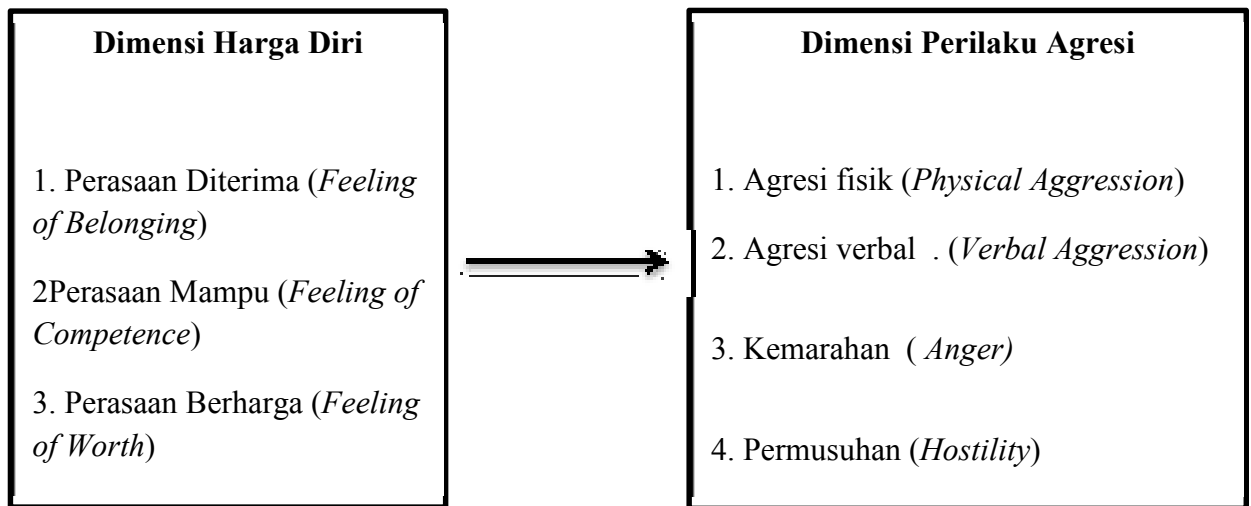 Dimensi Harga Diri
1. Perasaan Diterima (Feeling
of Belonging)
2Perasaan Mampu (Feeling of
Competence)
3. Perasaan Berharga (Feeling
of Worth)
Dimensi Perilaku Agresi
1. Agresi fisik (Physical Aggression)
2. Agresi verbal . (Verbal Aggression)
3. Kemarahan ( Anger)
4. Permusuhan (Hostility)